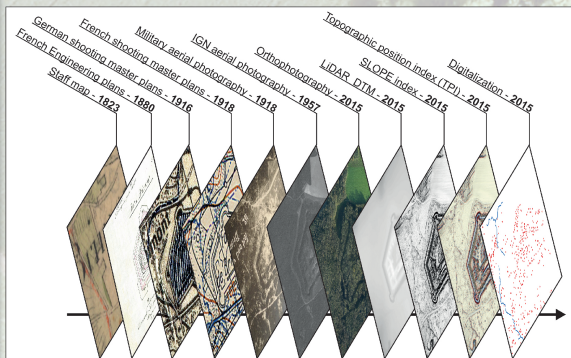 Staff map - 1823
French Engineering plans - 1880
German shooting master plans - 1916
French shooting master plans - 1918
Military aerial photography - 1918
IGN aerial photography - 1957
Orthophotography - 2015
LiDAR_DTM - 2015
SLOPE index - 2015
Topographic position index (TPI) - 2015
Digitalization - 2015